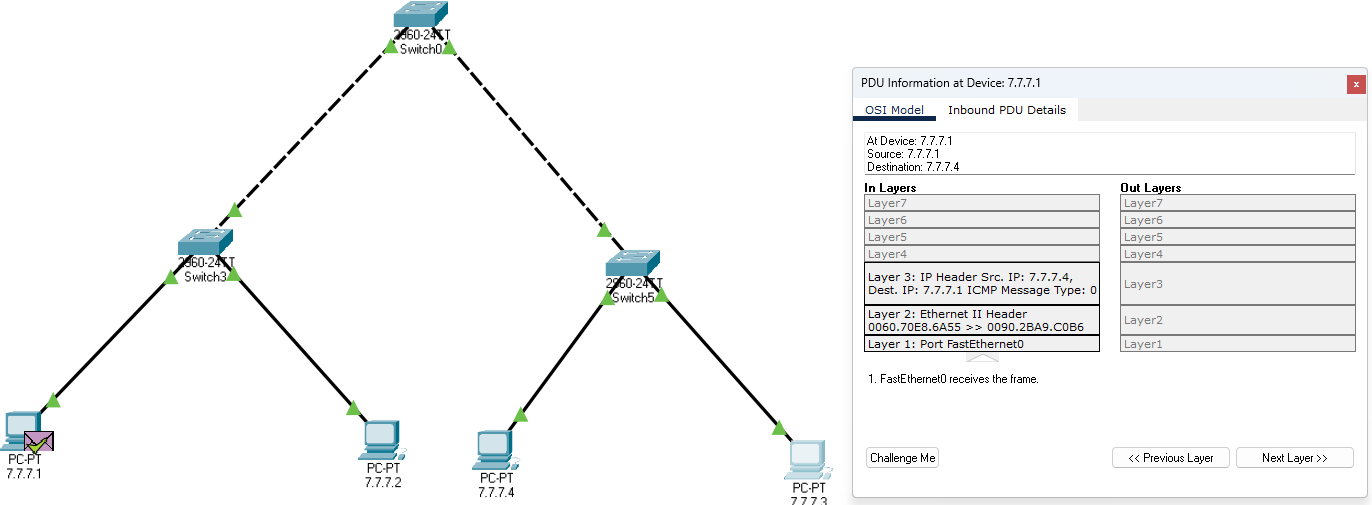 2960-24TT
Switch0
2960-24TT
Switch3
2960-24TT
Switch5
PC-PT
7.7.7.1
PC-PT
7.7.7.2
PC-PT
7.7.7.4
PC-PT
7.7.7.3
PDU Information at Device: 7.7.7.1
x
OSI Model
Inbound PDU Details
At Device: 7.7.7.1
Source: 7.7.7.1
Destination: 7.7.7.4
In Layers
Layer7
Layer6
Layer5
Layer4
Layer 3: IP Header Src. IP: 7.7.7.4,
Dest. IP: 7.7.7.1 ICMP Message Type: 0
Layer 2: Ethernet II Header
0060.70E8.6A55 >> 0090.2BA9.C0B6
Layer 1: Port FastEthernet0
Out Layers
Layer7
Layer6
Layer5
Layer4
Layer3
Layer2
Layer1
1. FastEthernet0 receives the frame.
Challenge Me
<< Previous Layer
Next Layer >>